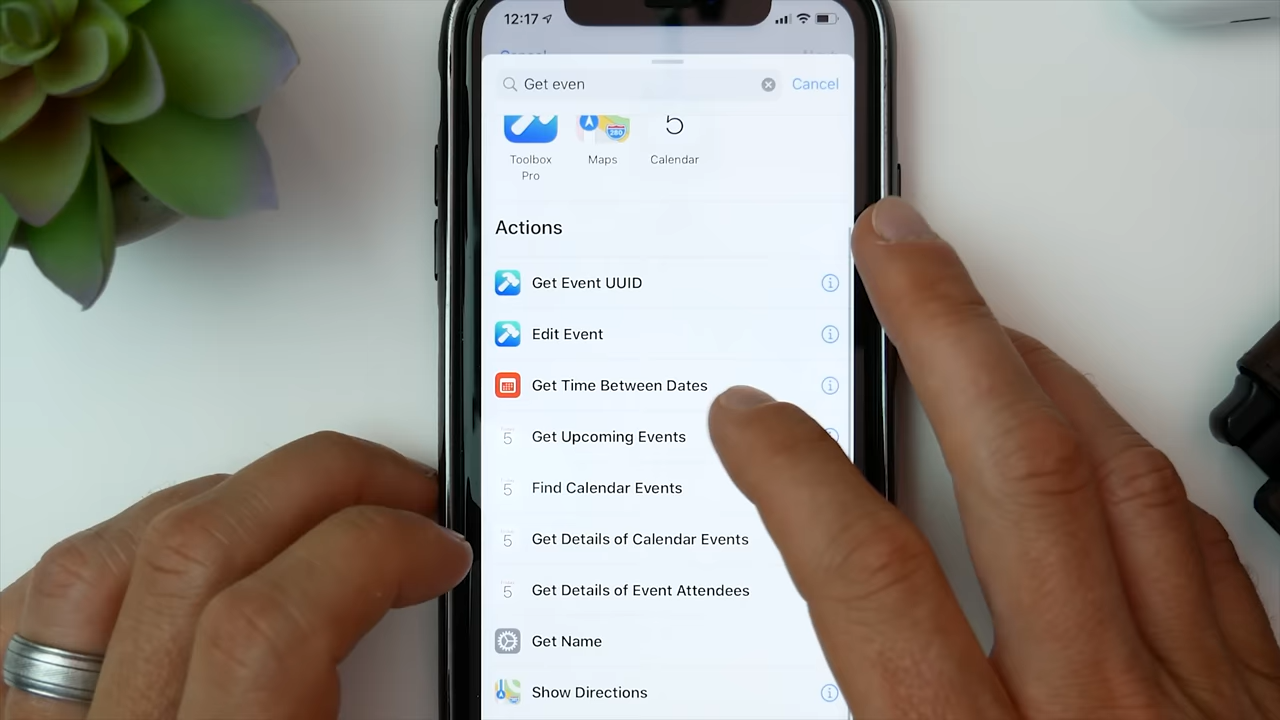 12:17
Get even
Cancel
280
5
Toolbox Pro
Maps
Calendar
Actions
Get Event UUID
Edit Event
Get Time Between Dates
5
Get Upcoming Events
5
Find Calendar Events
5
Get Details of Calendar Events
5
Get Details of Event Attendees
Get Name
Show Directions